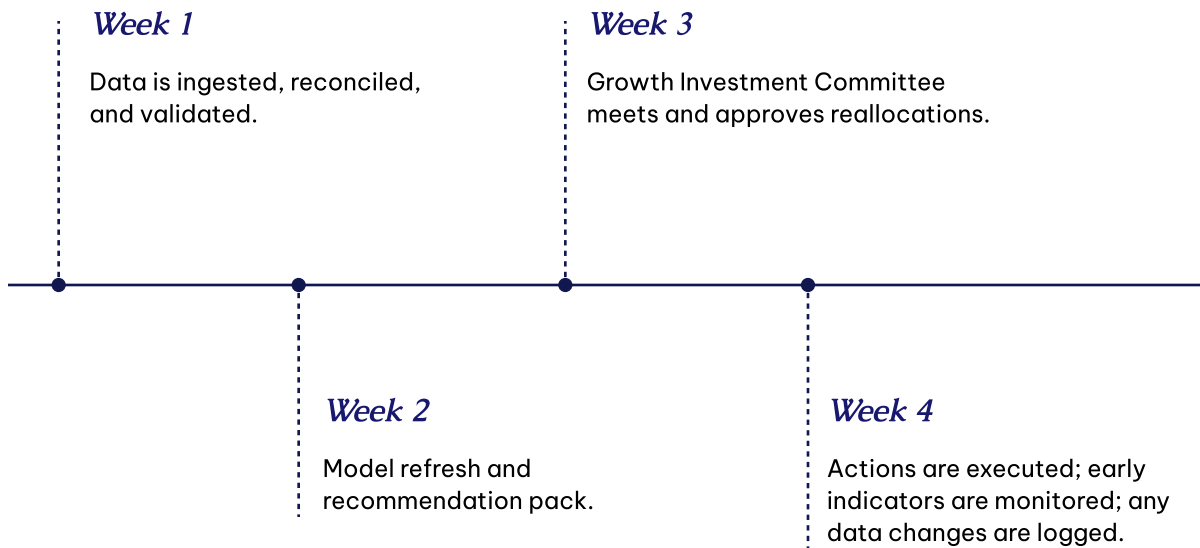 Week 1
Data is ingested, reconciled,
and validated.
Week 2
Model refresh and
recommendation pack.
Week 3
Growth Investment Committee
meets and approves reallocations.
Week 4
Actions are executed; early
indicators are monitored; any
data changes are logged.